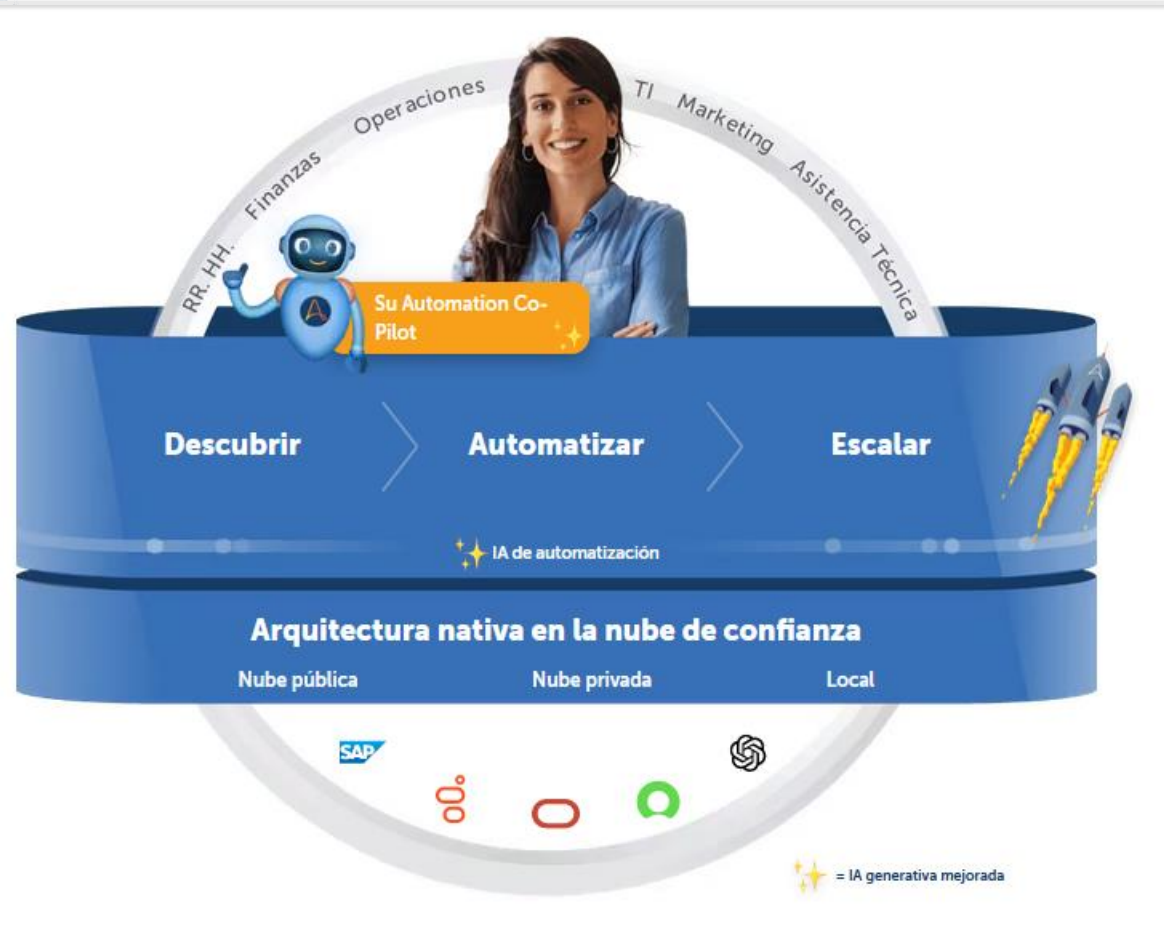 RR. HH.
Finanzas
Operaciones
TI
Marketing
Asistencia Técnica
Su Automation Co-
Pilot
Descubrir
Automatizar
Escalar
IA de automatización
Arquitectura nativa en la nube de confianza
Nube pública
Nube privada
Local
SAP
= IA generativa mejorada